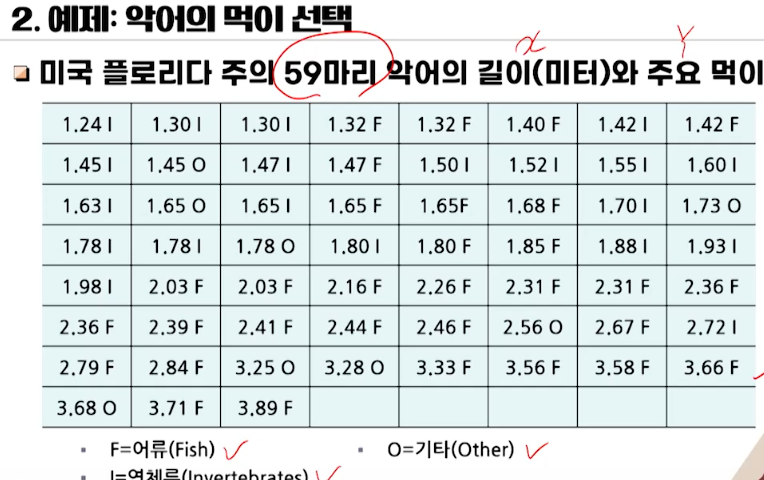 2. 예제: 악어의 먹이 선택
x Y
미국 플로리다 주의 59마리 악어의 길이(미터)와 주요 먹이
1.24 I 1.30 I 1.30 I 1.32 F 1.32 F 1.40 F 1.42 I 1.42 F
1.45 I 1.45 O 1.47 I 1.47 F 1.50 I 1.52 I 1.55 I 1.60 I
1.63 I 1.65 O 1.65 I 1.65 F 1.65F 1.68 F 1.70 I 1.73 O
1.78 I 1.78 I 1.78 O 1.80 I 1.80 F 1.85 F 1.88 I 1.93 I
1.98 I 2.03 F 2.03 F 2.16 F 2.26 F 2.31 F 2.31 F 2.36 F
2.36 F 2.39 F 2.41 F 2.44 F 2.46 F 2.56 O 2.67 F 2.72 I
2.79 F 2.84 F 3.25 O 3.28 O 3.33 F 3.56 F 3.58 F 3.66 F
3.68 O 3.71 F 3.89 F
F=어류(Fish) O=기타(Other)
I=연체류(Invertebrates)